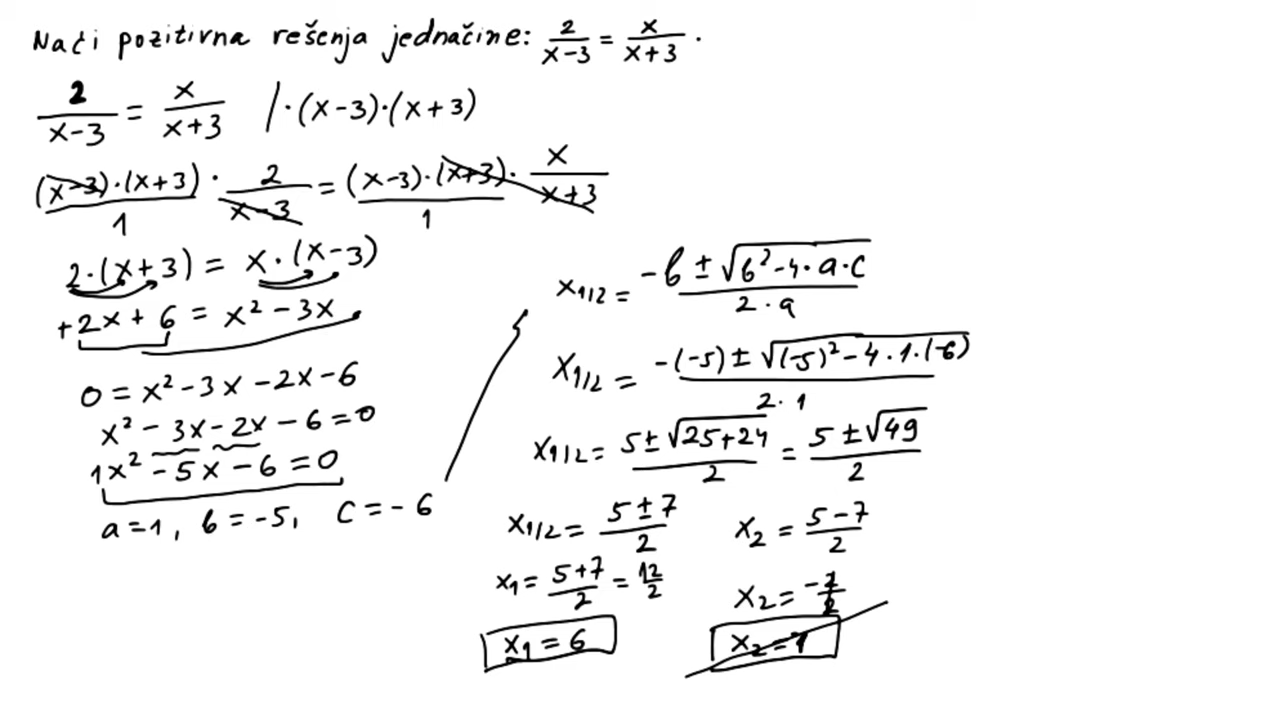 Naći pozitivna rešenja jednačine: 2/(x-3) = x/(x+3).
2/(x-3) = x/(x+3) /·(x-3)·(x+3)
(x-3)·(x+3)/1 · 2/(x-3) = (x-3)·(x+3)/1 · x/(x+3)
2·(x+3) = x·(x-3)
+2x + 6 = x² - 3x
0 = x² - 3x - 2x - 6
x² - 3x - 2x - 6 = 0
1x² - 5x - 6 = 0
a = 1, b = -5, c = -6
x1/2 = (-b ± √(b² - 4·a·c))/(2·a)
x1/2 = (-(-5) ± √((-5)² - 4·1·(-6)))/(2·1)
x1/2 = (5 ± √(25+24))/2 = (5 ± √49)/2
x1/2 = (5 ± 7)/2
x1 = (5+7)/2 = 12/2
x1 = 6
x2 = (5-7)/2
x2 = -2/2
x2 = -1